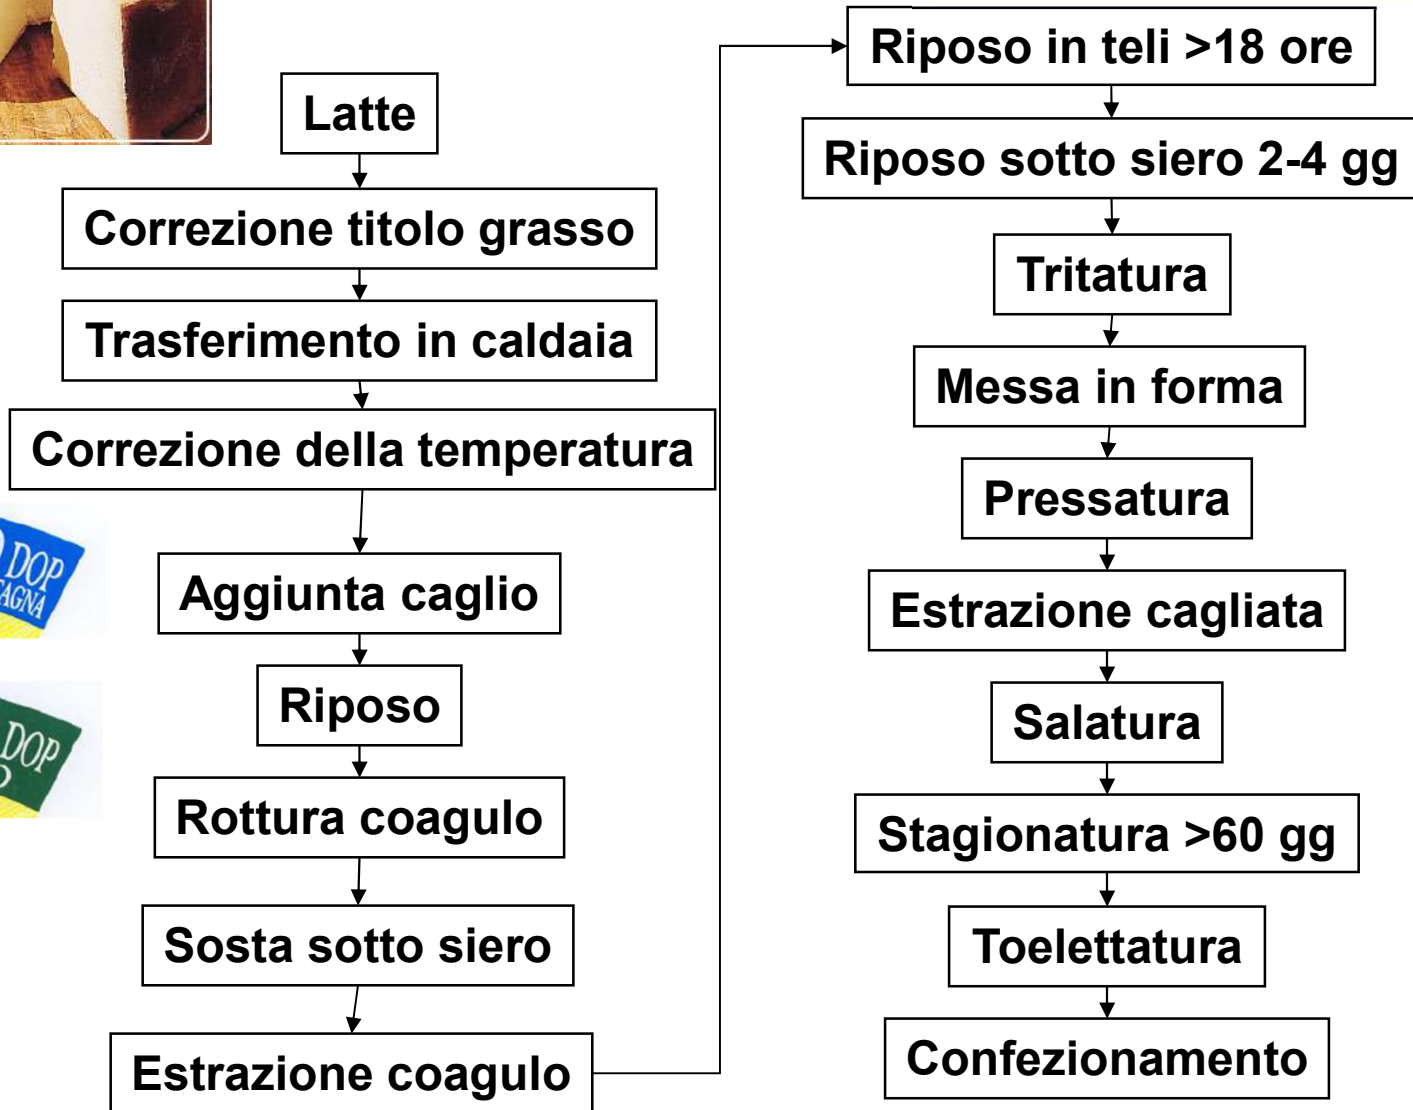 Latte
Correzione titolo grasso
Trasferimento in caldaia
Correzione della temperatura
Aggiunta caglio
Riposo
Rottura coagulo
Sosta sotto siero
Estrazione coagulo
Riposo in teli >18 ore
Riposo sotto siero 2-4 gg
Tritatura
Messa in forma
Pressatura
Estrazione cagliata
Salatura
Stagionatura >60 gg
Toelettatura
Confezionamento
DOP
DOP